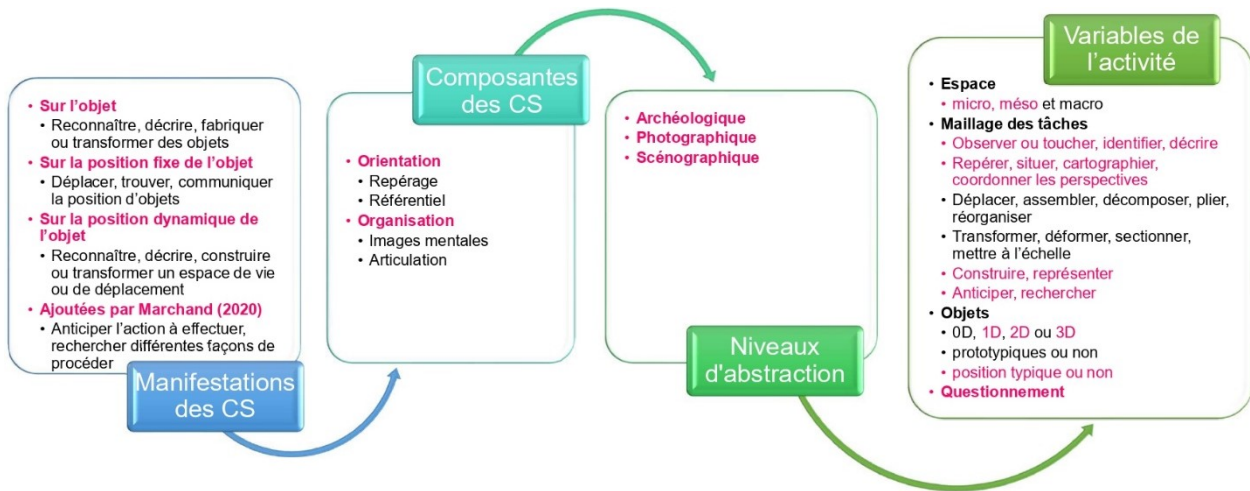 • Sur l'objet
• Reconnaître, décrire, fabriquer
ou transformer des objets
• Sur la position fixe de l'objet
• Déplacer, trouver, communiquer
la position d'objets
• Sur la position dynamique de
l'objet
• Reconnaître, décrire, construire
ou transformer un espace de vie
ou de déplacement
• Ajoutées par Marchand (2020)
• Anticiper l'action à effectuer,
rechercher différentes façons de
procéder
Manifestations
des CS
Composantes
des CS
• Orientation
• Repérage
• Référentiel
• Organisation
• Images mentales
• Articulation
• Archéologique
• Photographique
• Scénographique
Niveaux
d'abstraction
Variables de
l'activité
• Espace
• micro, méso et macro
• Maillage des tâches
• Observer ou toucher, identifier, décrire
• Repérer, situer, cartographier,
coordonner les perspectives
• Déplacer, assembler, décomposer, plier,
réorganiser
• Transformer, déformer, sectionner,
mettre à l'échelle
• Construire, représenter
• Anticiper, rechercher
• Objets
• 0D, 1D, 2D ou 3D
• prototypiques ou non
• position typique ou non
• Questionnement